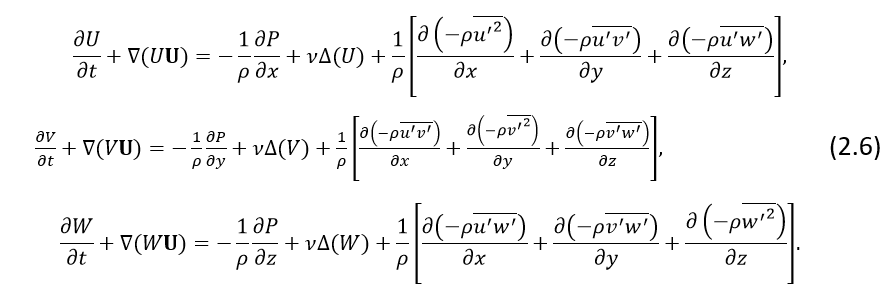 ∂U/∂t + ∇(U𝐔) = −(1/ρ)(∂P/∂x) + νΔ(U) + (1/ρ)[∂(−ρ\overline{u'^2})/∂x + ∂(−ρ\overline{u'v'})/∂y + ∂(−ρ\overline{u'w'})/∂z],
∂V/∂t + ∇(V𝐔) = −(1/ρ)(∂P/∂y) + νΔ(V) + (1/ρ)[∂(−ρ\overline{u'v'})/∂x + ∂(−ρ\overline{v'^2})/∂y + ∂(−ρ\overline{v'w'})/∂z], (2.6)
∂W/∂t + ∇(W𝐔) = −(1/ρ)(∂P/∂z) + νΔ(W) + (1/ρ)[∂(−ρ\overline{u'w'})/∂x + ∂(−ρ\overline{v'w'})/∂y + ∂(−ρ\overline{w'^2})/∂z].